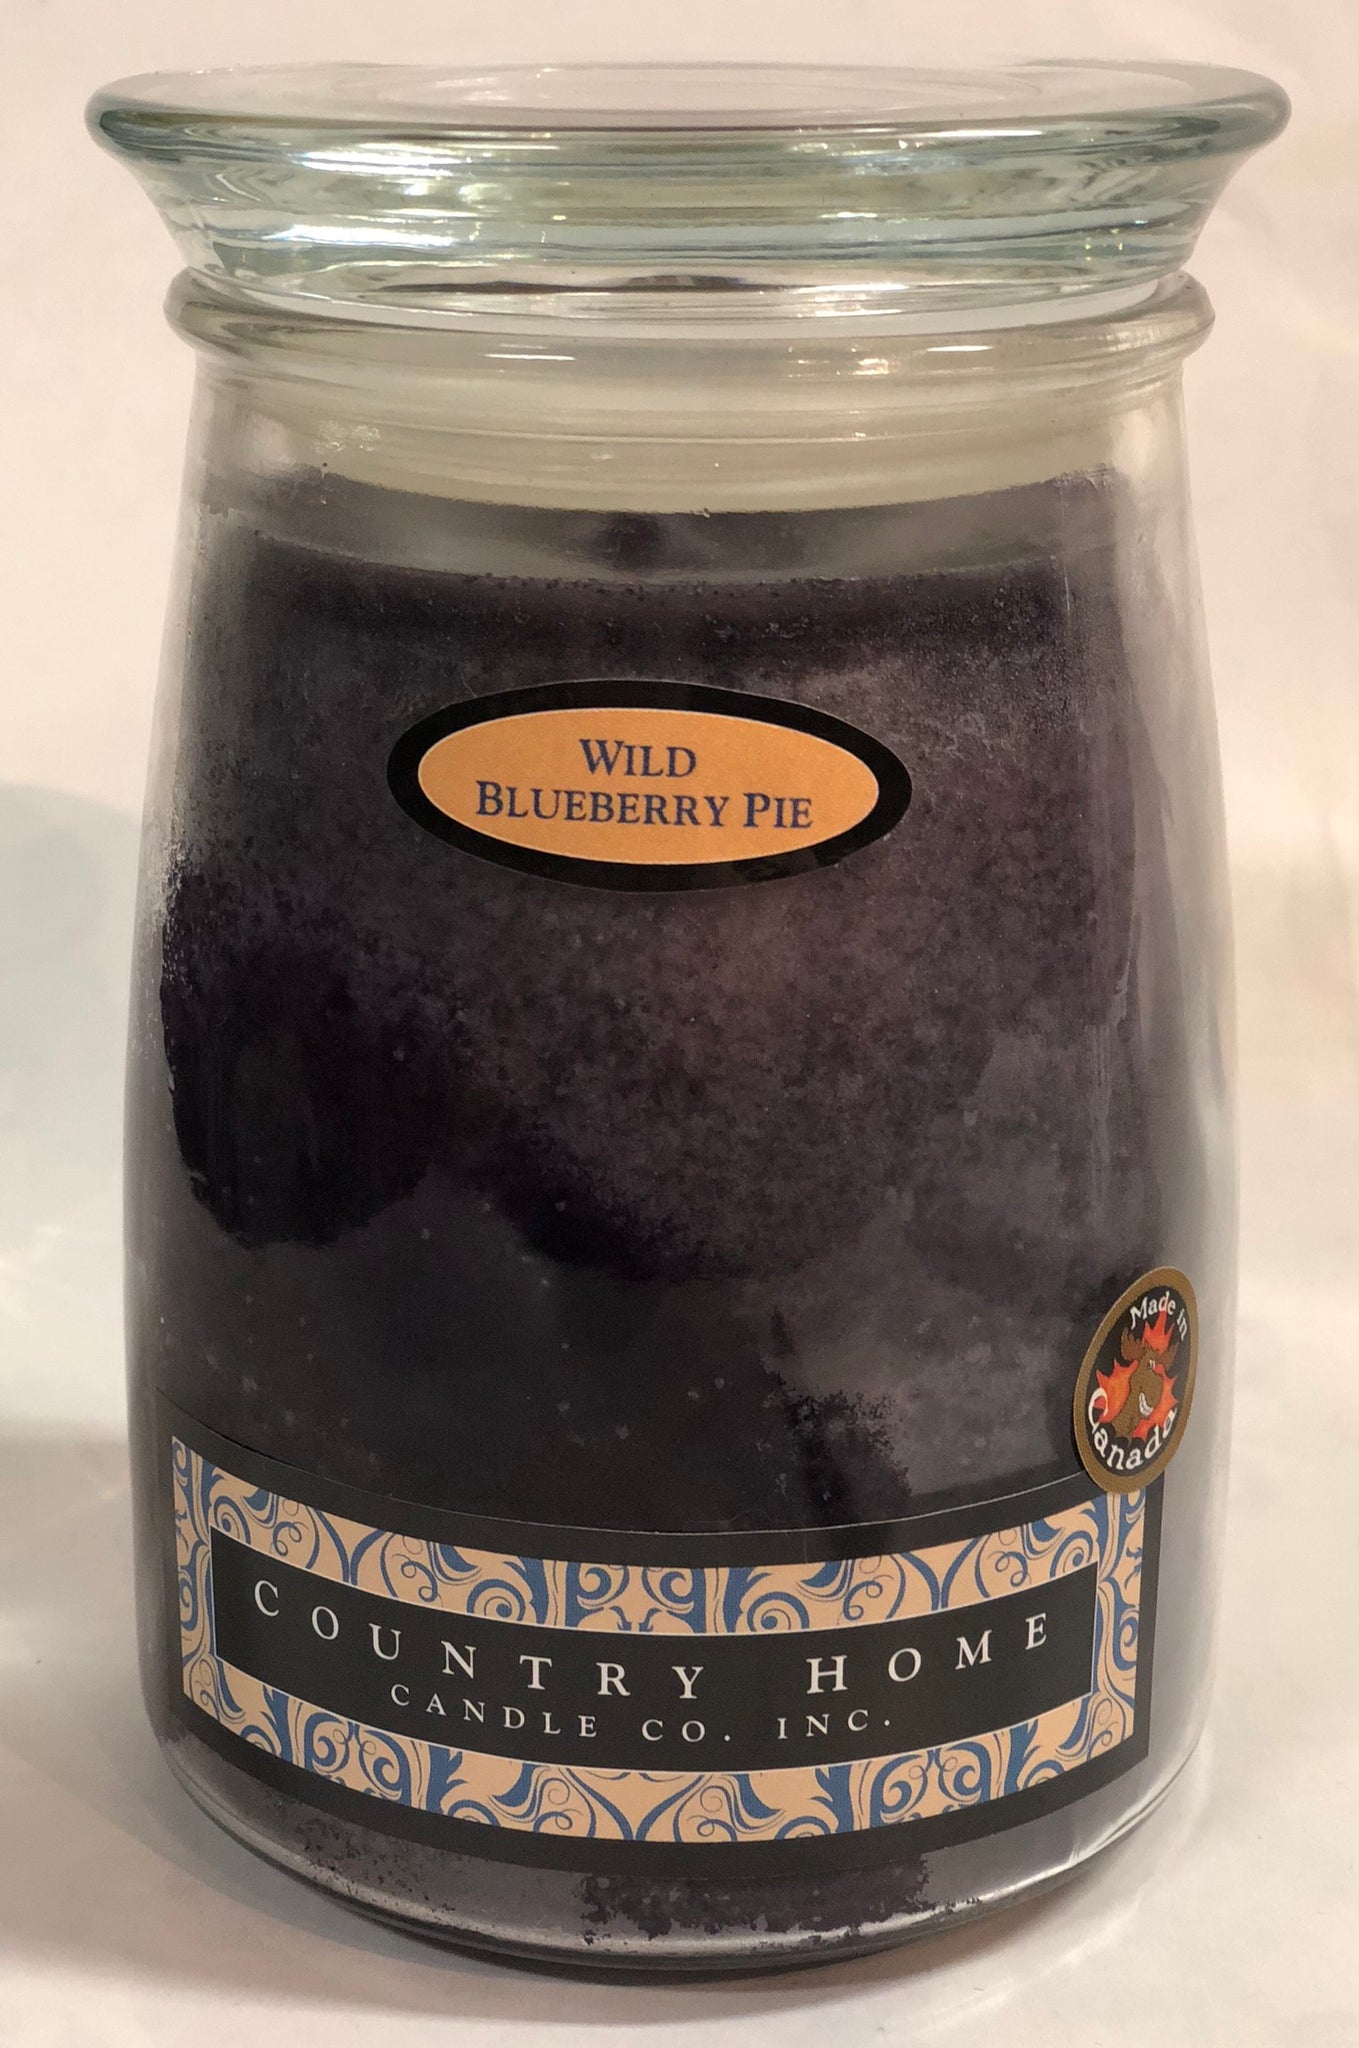 WILD
BLUEBERRY PIE
Made in
Canada
COUNTRY HOME
CANDLE CO. INC.